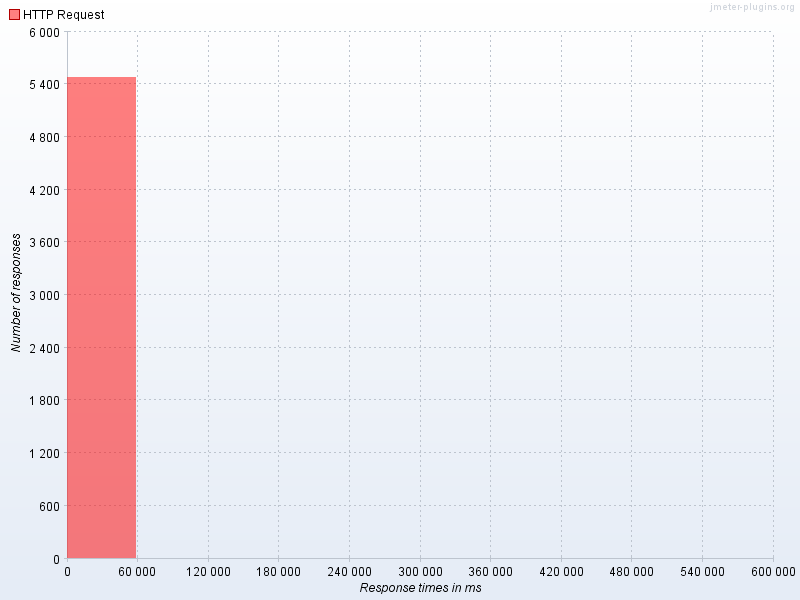 jmeter-plugins.org
HTTP Request
6 000
5 400
4 800
4 200
3 600
3 000
2 400
1 800
1 200
600
0
Number of responses
0 60 000 120 000 180 000 240 000 300 000 360 000 420 000 480 000 540 000 600 000
Response times in ms